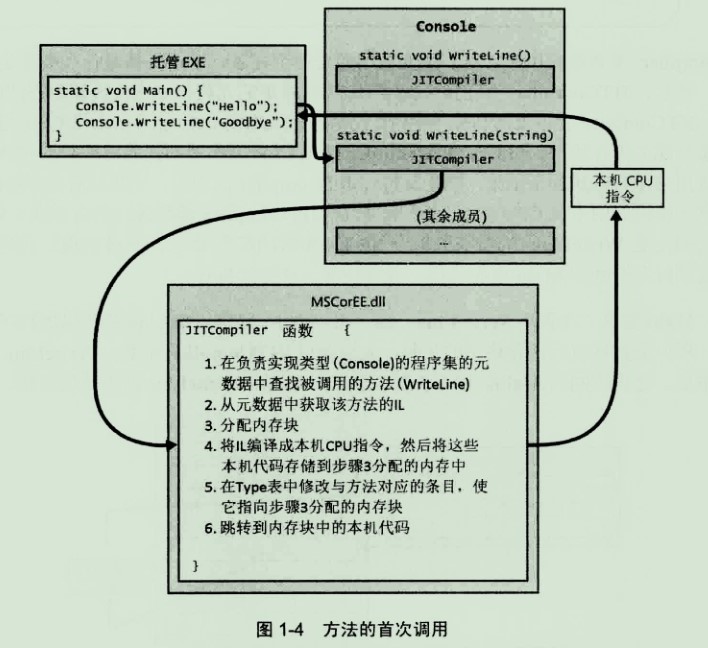 托管 EXE
static void Main() {
Console.WriteLine("Hello");
Console.WriteLine("Goodbye");
}
Console
static void WriteLine()
JITCompiler
static void WriteLine(string)
JITCompiler
(其余成员)
...
本机 CPU
指令
MSCorEE.dll
JITCompiler 函数 {
1. 在负责实现类型(Console)的程序集的元
数据中查找被调用的方法(WriteLine)
2. 从元数据中获取该方法的IL
3. 分配内存块
4. 将IL编译成本机CPU指令，然后将这些
本机代码存储到步骤3分配的内存中
5. 在Type表中修改与方法对应的条目，使
它指向步骤3分配的内存块
6. 跳转到内存块中的本机代码
}
图 1-4 方法的首次调用